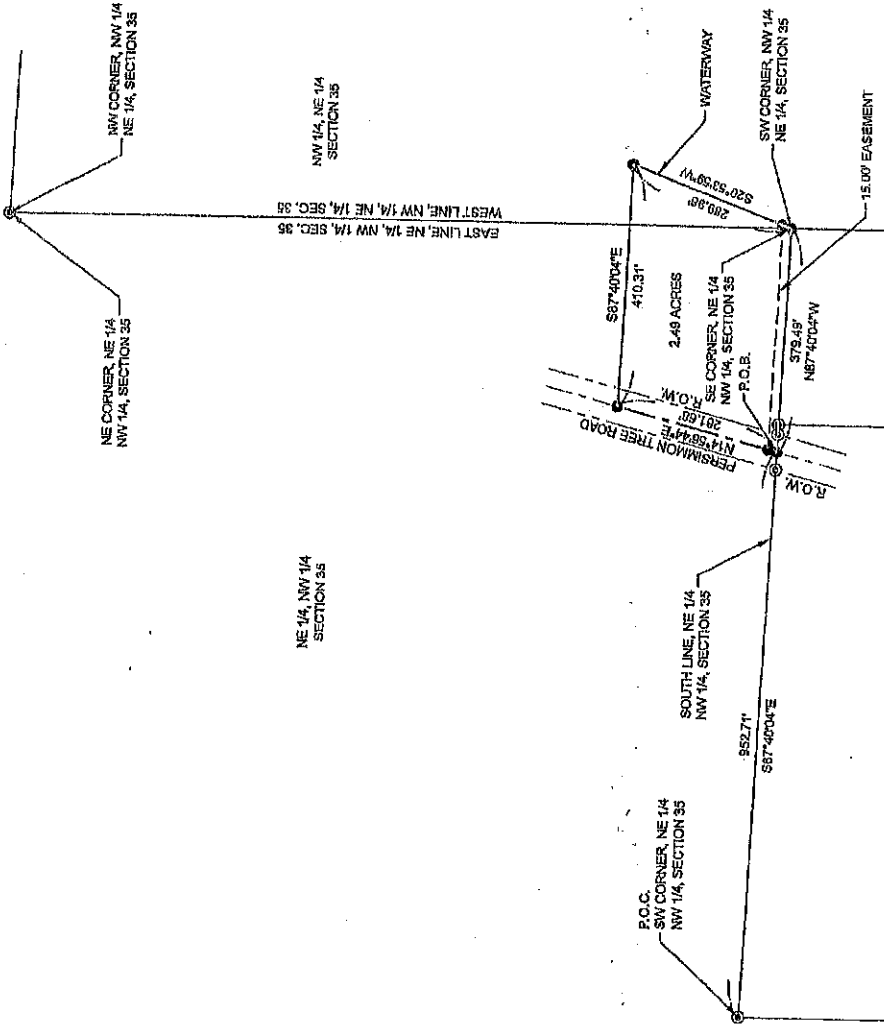 NW CORNER, NW 1/4
NE 1/4, SECTION 35
NE CORNER, NE 1/4
NW 1/4, SECTION 35
NW 1/4, NE 1/4
SECTION 35
WEST LINE, NW 1/4, NE 1/4, SEC. 35
EAST LINE, NE 1/4, NW 1/4, SEC. 35
WATERWAY
S20°53'59"W
289.96'
SW CORNER, NW 1/4
NE 1/4, SECTION 35
15.00' EASEMENT
S87°40'04"E
410.31'
2.49 ACRES
SE CORNER, NE 1/4
NW 1/4, SECTION 35
P.O.B.
379.49'
N87°40'04"W
R.O.W.
281.68'
N14°56'44"E
PERSIMMON TREE ROAD
R.O.W.
NE 1/4, NW 1/4
SECTION 35
SOUTH LINE, NE 1/4
NW 1/4, SECTION 35
952.71'
S87°40'04"E
P.O.C.
SW CORNER, NE 1/4
NW 1/4, SECTION 35